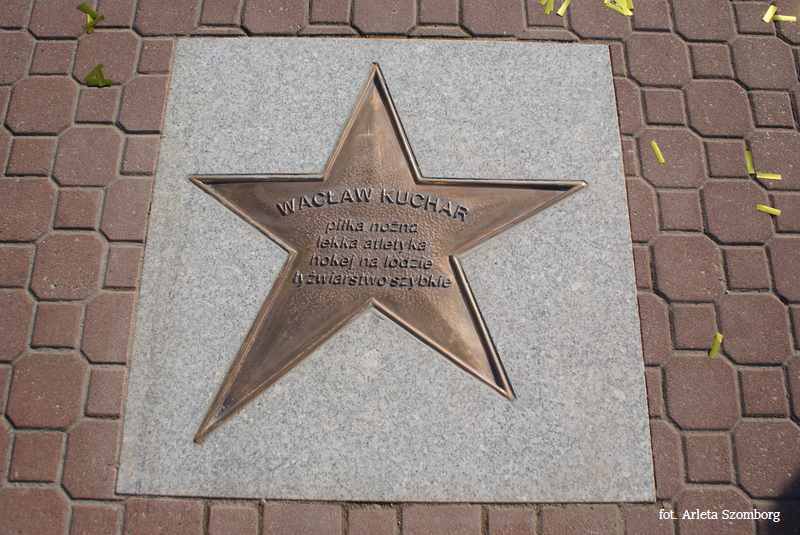 WACŁAW KUCHAR
piłka nożna
lekka atletyka
hokej na lodzie
łyżwiarstwo szybkie
fot. Arleta Szomborg